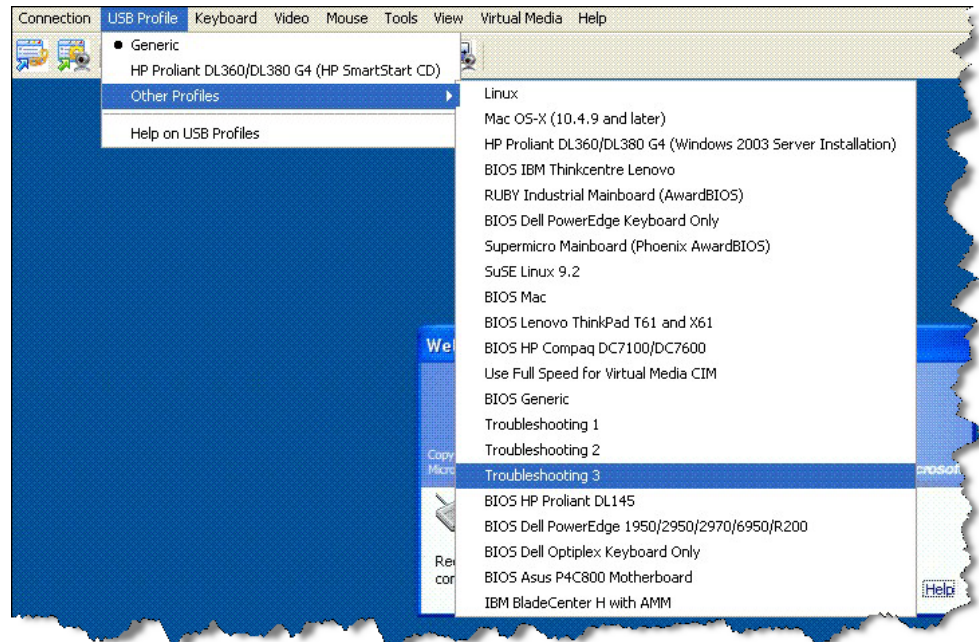 Connection USB Profile Keyboard Video Mouse Tools View Virtual Media Help
Generic
HP Proliant DL360/DL380 G4 (HP SmartStart CD)
Other Profiles
Help on USB Profiles
Linux
Mac OS-X (10.4.9 and later)
HP Proliant DL360/DL380 G4 (Windows 2003 Server Installation)
BIOS IBM Thinkcentre Lenovo
RUBY Industrial Mainboard (AwardBIOS)
BIOS Dell PowerEdge Keyboard Only
Supermicro Mainboard (Phoenix AwardBIOS)
SuSE Linux 9.2
BIOS Mac
BIOS Lenovo ThinkPad T61 and X61
BIOS HP Compaq DC7100/DC7600
Use Full Speed for Virtual Media CIM
BIOS Generic
Troubleshooting 1
Troubleshooting 2
Troubleshooting 3
BIOS HP Proliant DL145
BIOS Dell PowerEdge 1950/2950/2970/6950/R200
BIOS Dell Optiplex Keyboard Only
BIOS Asus P4C800 Motherboard
IBM BladeCenter H with AMM
Wel
Copy
Micro
crosoft
Re
cor
Help